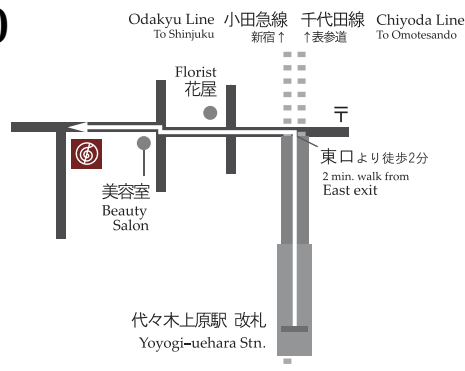 0
Odakyu Line 小田急線 千代田線 Chiyoda Line
To Shinjuku 新宿↑ ↑表参道 To Omotesando
Florist
花屋
〒
東口より徒歩2分
2 min. walk from
East exit
美容室
Beauty
Salon
代々木上原駅 改札
Yoyogi-uehara Stn.